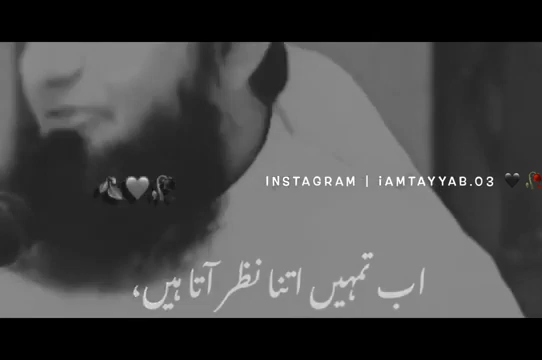 INSTAGRAM | iAMTAYYAB.03
اب تمہیں اتنا نظر آتا ہیں،